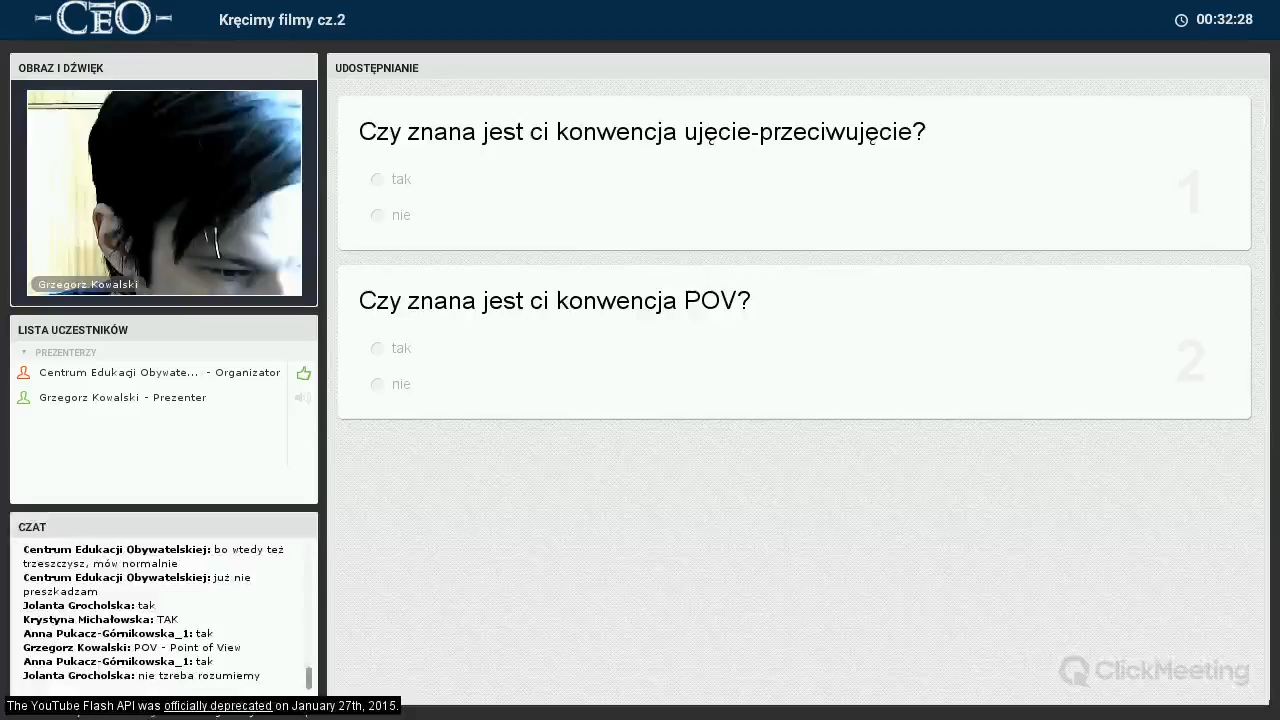 CEO
Kręcimy filmy cz.2
00:32:28
OBRAZ I DŹWIĘK
Grzegorz Kowalski
LISTA UCZESTNIKÓW
PREZENTERZY
Centrum Edukacji Obywate... - Organizator
Grzegorz Kowalski - Prezenter
CZAT
Centrum Edukacji Obywatelskiej: bo wtedy też
trzeszczysz, mów normalnie
Centrum Edukacji Obywatelskiej: już nie
preszkadzam
Jolanta Grocholska: tak
Krystyna Michałowska: TAK
Anna Pukacz-Górnikowska_1: tak
Grzegorz Kowalski: POV - Point of View
Anna Pukacz-Górnikowska_1: tak
Jolanta Grocholska: nie tzreba rozumiemy
The YouTube Flash API was officially deprecated on January 27th, 2015.
UDOSTĘPNIANIE
Czy znana jest ci konwencja ujęcie-przeciwujęcie?
tak
nie
1
Czy znana jest ci konwencja POV?
tak
nie
2
ClickMeeting